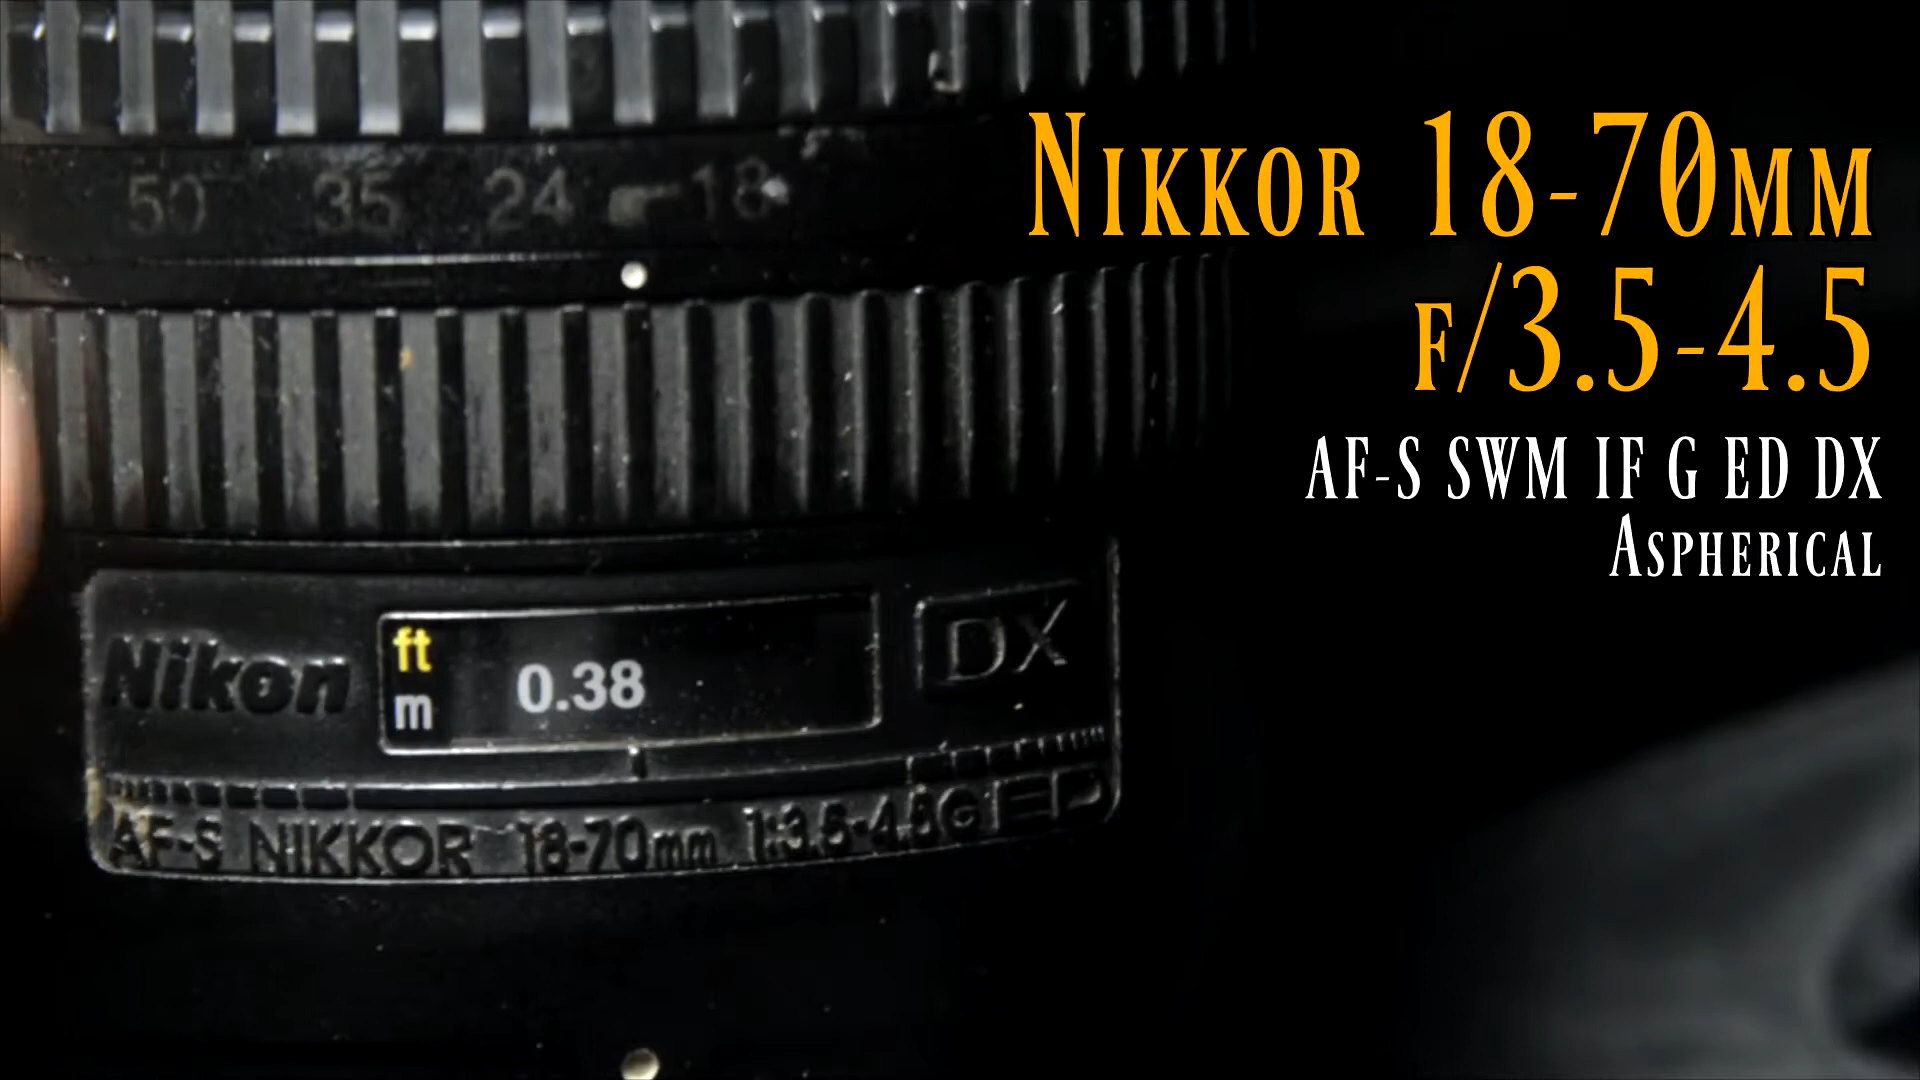 50 35 24 18
Nikkor 18-70mm
f/3.5-4.5
AF-S SWM IF G ED DX
Aspherical
Nikon
ft
m
0.38
DX
AF-S NIKKOR 18-70mm 1:3.5-4.5G ED